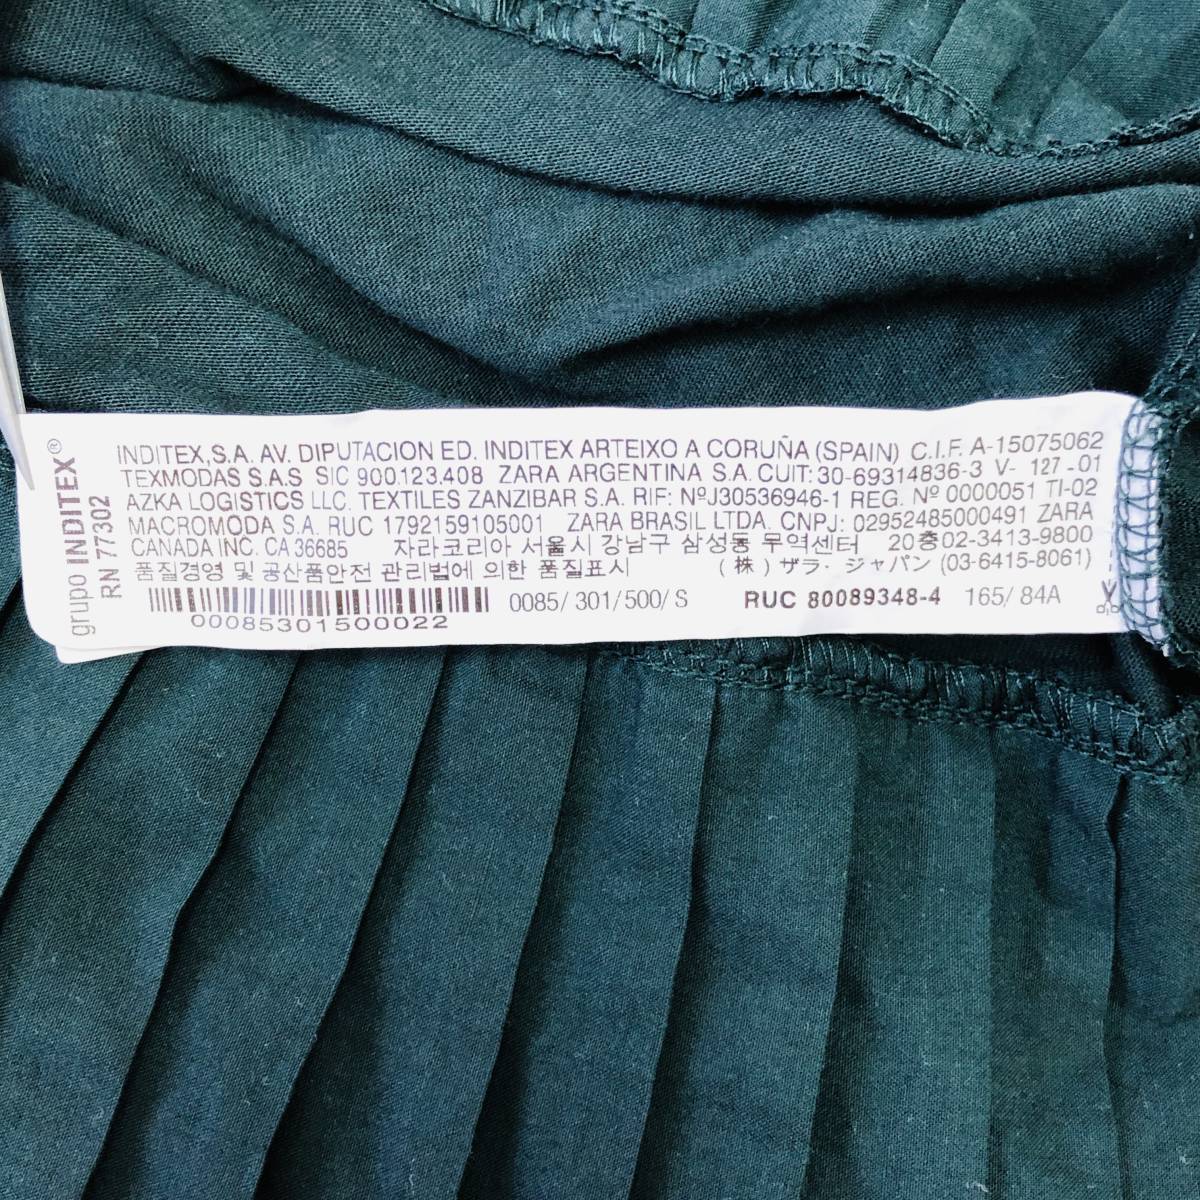 grupo INDITEX®
RN 77302
INDITEX,S.A. AV. DIPUTACION ED. INDITEX ARTEIXO A CORUÑA (SPAIN) C.I.F. A-15075062
TEXMODAS S.A.S SIC 900.123.408 ZARA ARGENTINA S.A. CUIT: 30-69314836-3 V- 127 -01
AZKA LOGISTICS LLC. TEXTILES ZANZIBAR S.A. RIF: NºJ30536946-1 REG. Nº 0000051 TI-02
MACROMODA S.A. RUC 1792159105001 ZARA BRASIL LTDA. CNPJ: 02952485000491 ZARA
CANADA INC. CA 36685 자라코리아 서울시 강남구 삼성동 무역센터 20층02-3413-9800
품질경영 및 공산품안전 관리법에 의한 품질표시 (株)ザラ・ジャパン (03-6415-8061)
0085/301/500/S RUC 80089348-4 165/84A
00085301500022